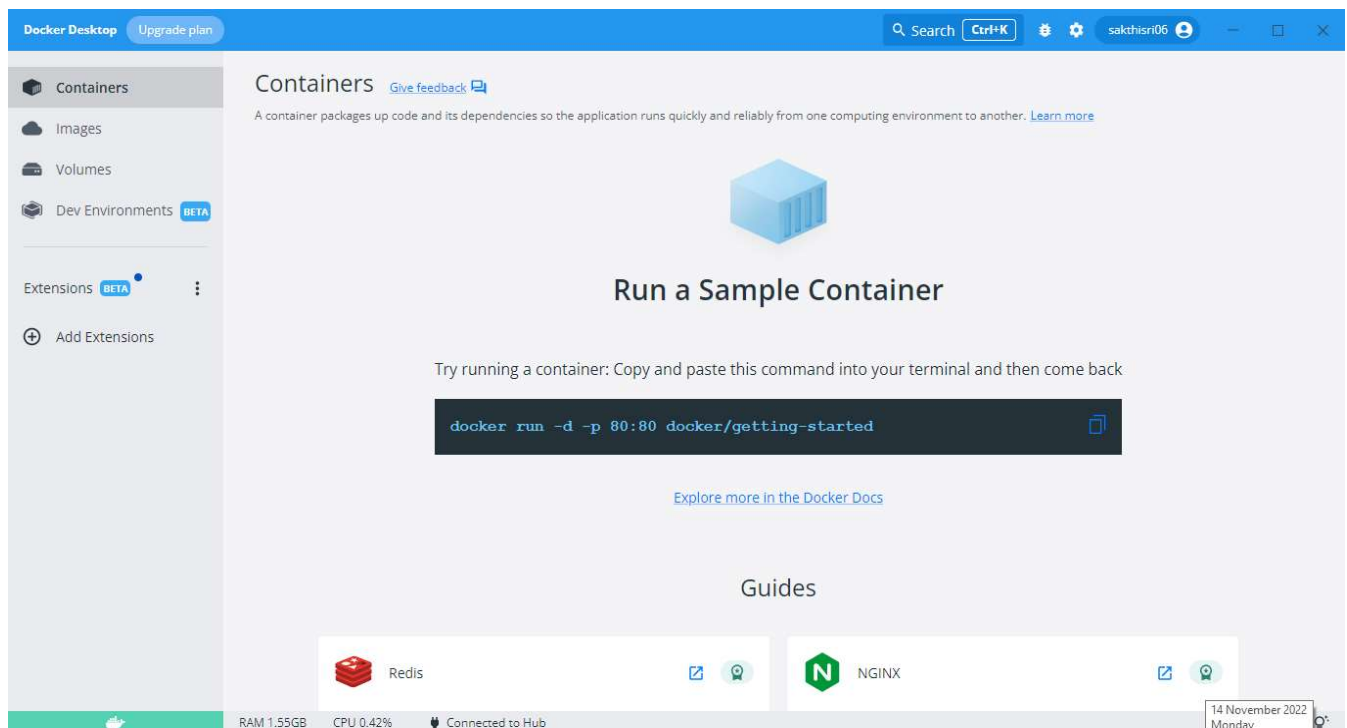 Docker Desktop Upgrade plan Search Ctrl+K sakthisri06
Containers
Images
Volumes
Dev Environments BETA
Extensions BETA
Add Extensions
Containers Give feedback
A container packages up code and its dependencies so the application runs quickly and reliably from one computing environment to another. Learn more
Run a Sample Container
Try running a container: Copy and paste this command into your terminal and then come back
docker run -d -p 80:80 docker/getting-started
Explore more in the Docker Docs
Guides
Redis
N NGINX
RAM 1.55GB CPU 0.42% Connected to Hub
14 November 2022
Monday